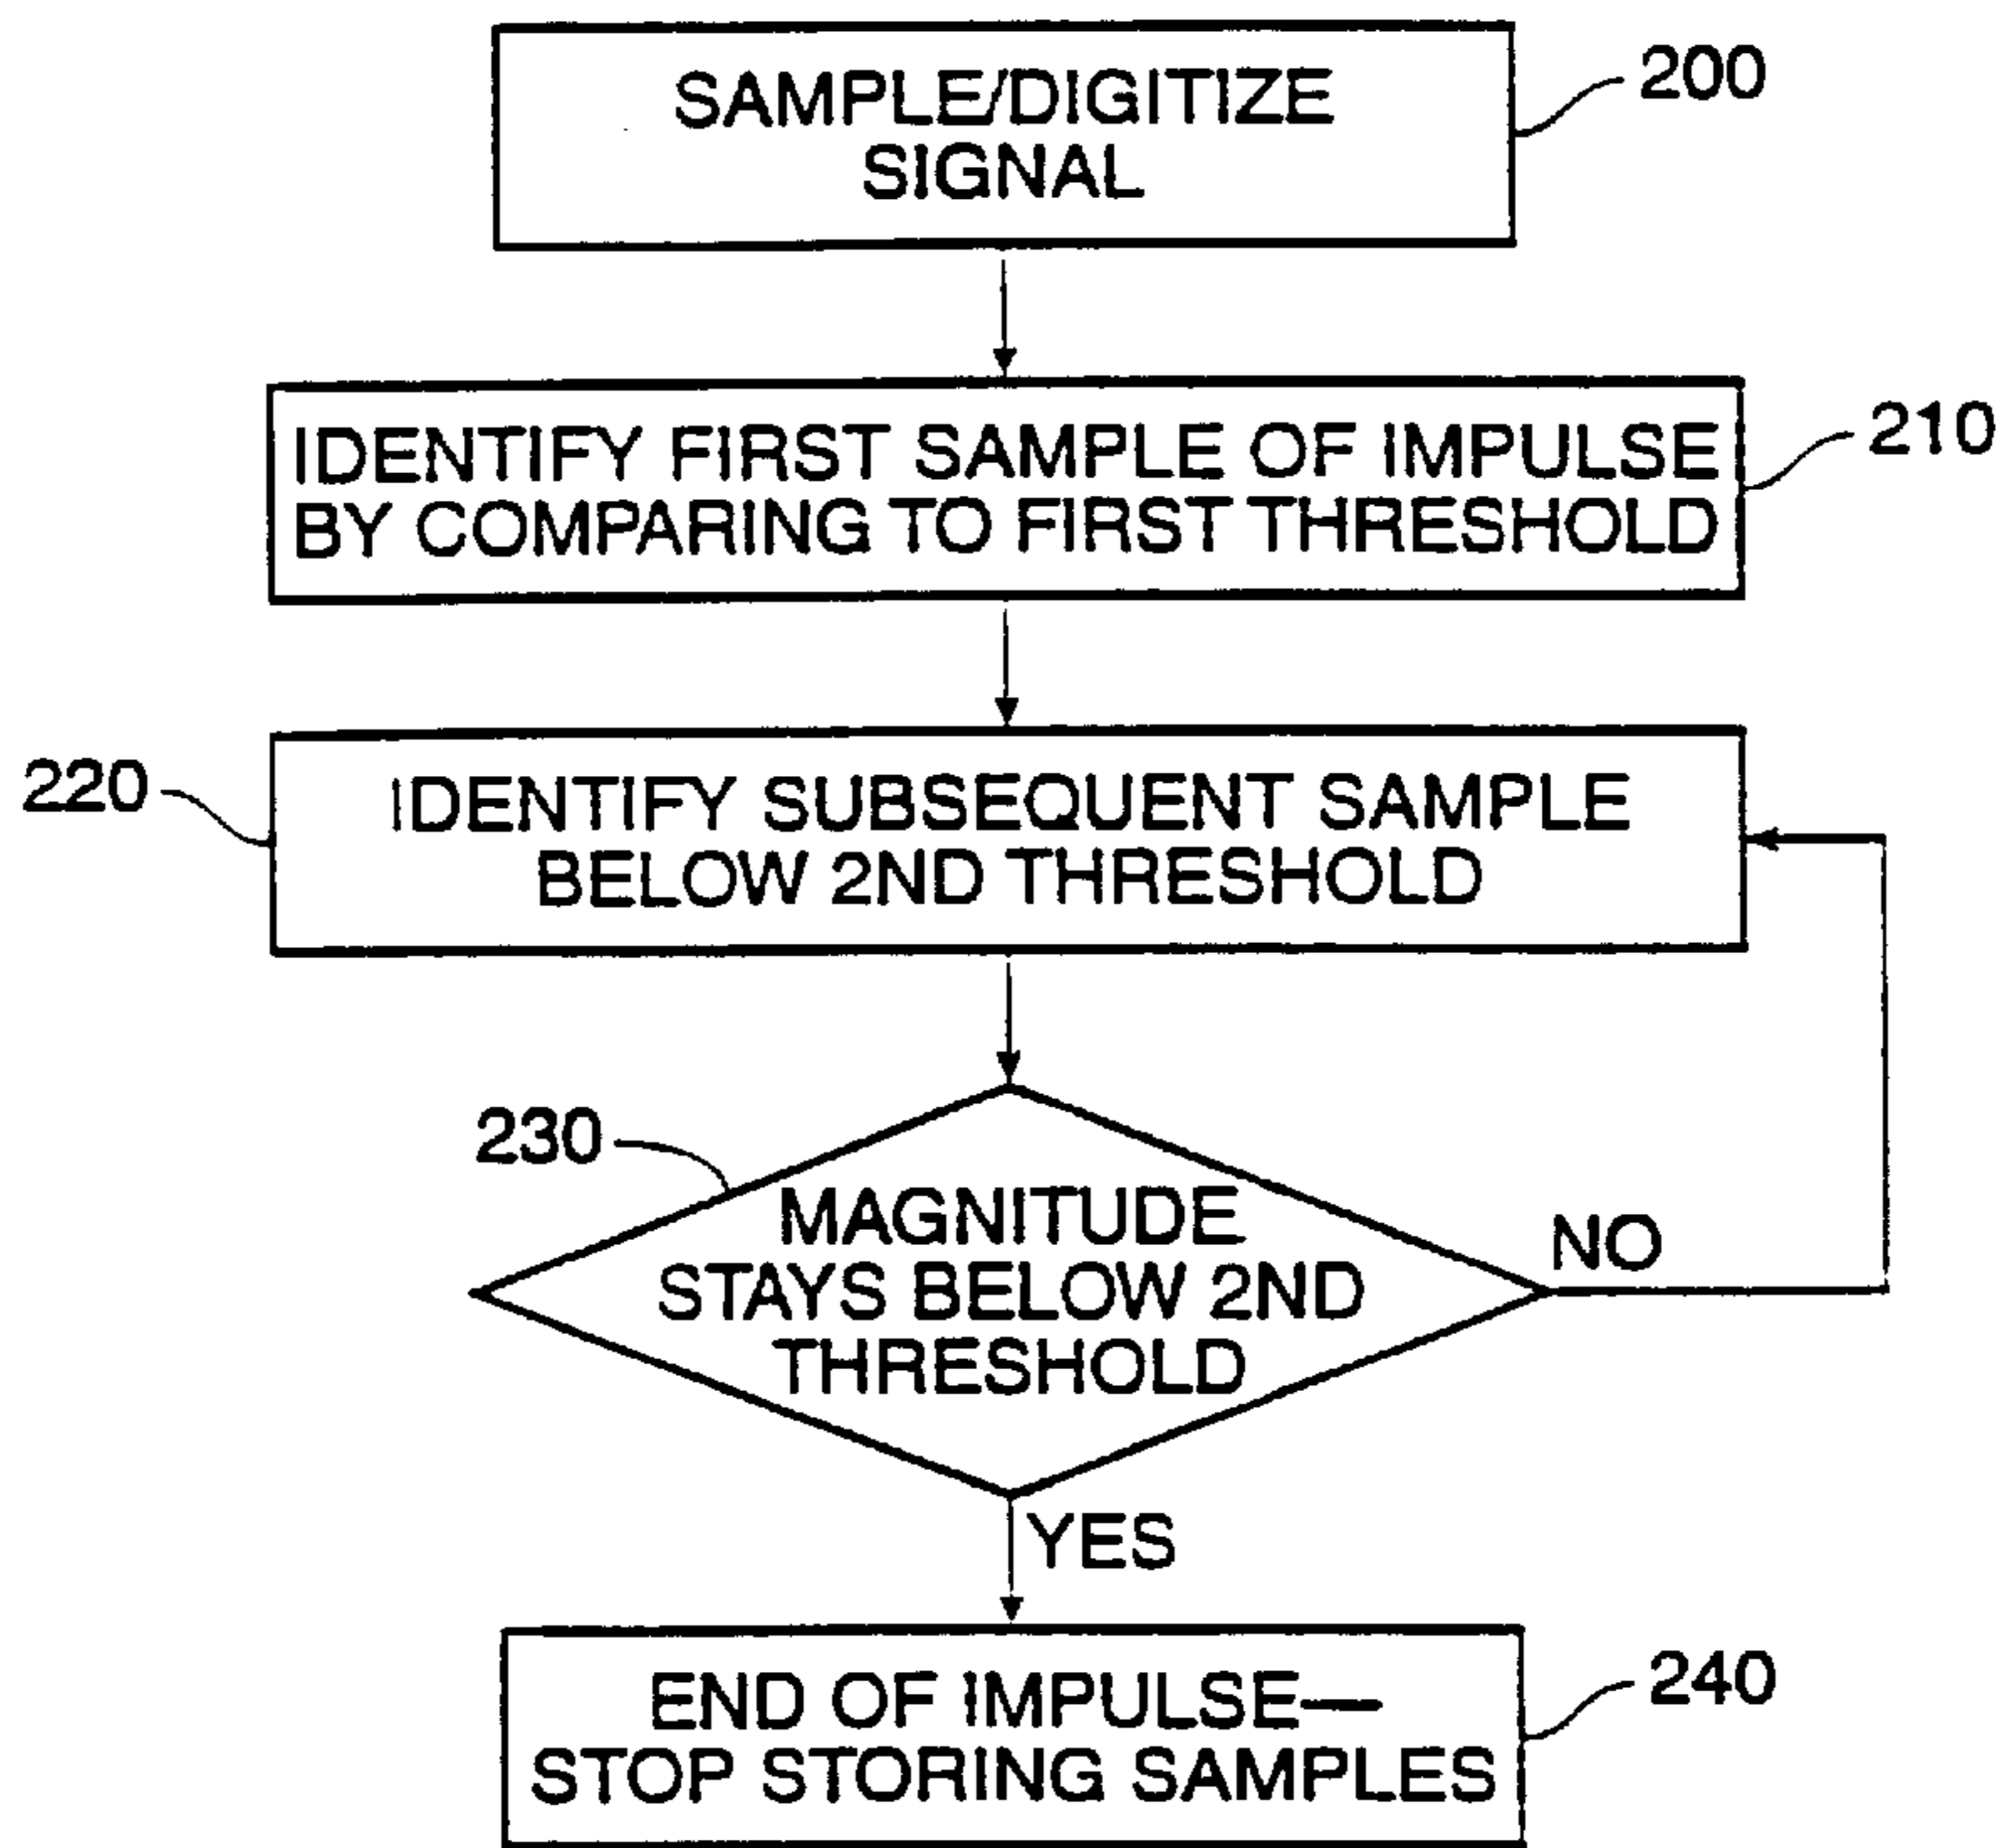 SAMPLE/DIGITIZE
SIGNAL
200
IDENTIFY FIRST SAMPLE OF IMPULSE
BY COMPARING TO FIRST THRESHOLD
210
220
IDENTIFY SUBSEQUENT SAMPLE
BELOW 2ND THRESHOLD
230
MAGNITUDE
STAYS BELOW 2ND
THRESHOLD
NO
YES
END OF IMPULSE—
STOP STORING SAMPLES
240